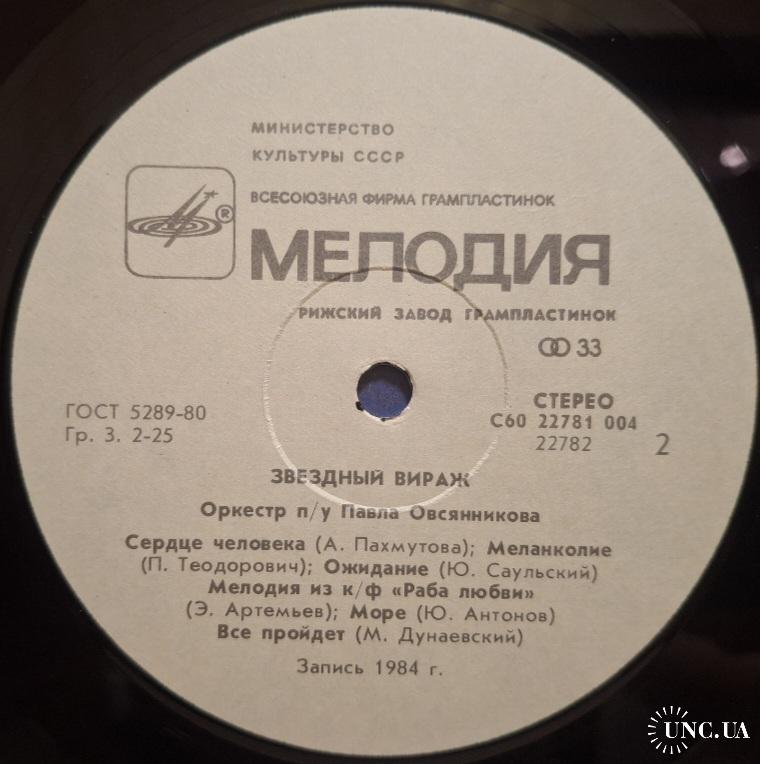 МИНИСТЕРСТВО
КУЛЬТУРЫ СССР
ВСЕСОЮЗНАЯ ФИРМА ГРАМПЛАСТИНОК
®
МЕЛОДИЯ
РИЖСКИЙ ЗАВОД ГРАМПЛАСТИНОК
33
ГОСТ 5289-80
Гр. 3. 2-25
СТЕРЕО
С60 22781 004
22782
2
ЗВЕЗДНЫЙ ВИРАЖ
Оркестр п/у Павла Овсянникова
Сердце человека (А. Пахмутова); Меланколие
(П. Теодорович); Ожидание (Ю. Саульский)
Мелодия из к/ф «Раба любви»
(Э. Артемьев); Море (Ю. Антонов)
Все пройдет (М. Дунаевский)
Запись 1984 г.
UNC.UA